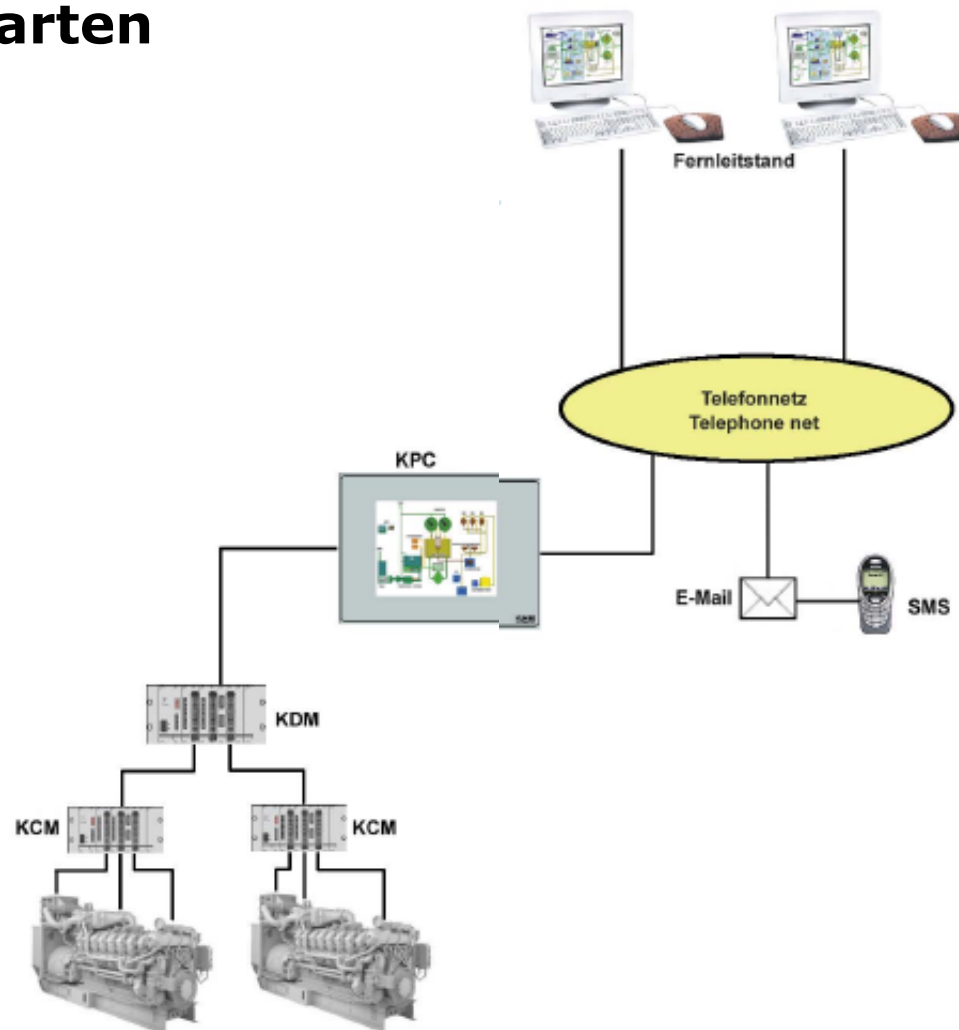 arten
Fernleitstand
Telefonnetz
Telephone net
KPC
E-Mail
SMS
KDM
KCM
KCM